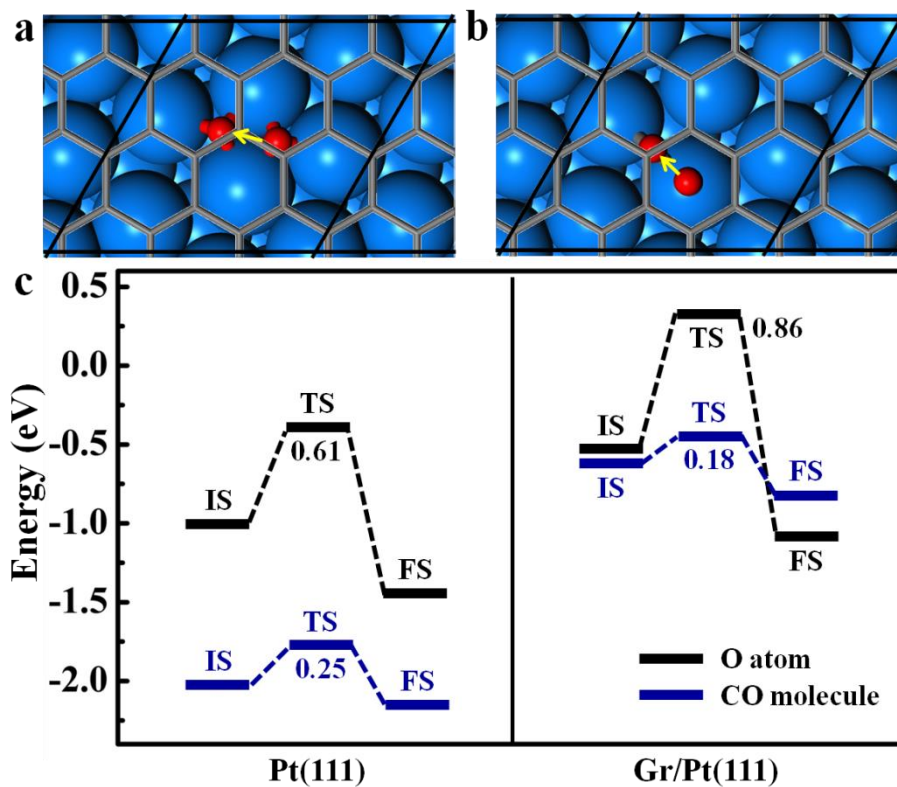 a
b
c
Energy (eV)
0.5
0.0
-0.5
-1.0
-1.5
-2.0
IS
TS
0.61
FS
IS
TS
0.25
FS
IS
TS
0.86
FS
IS
TS
0.18
FS
O atom
CO molecule
Pt(111)
Gr/Pt(111)